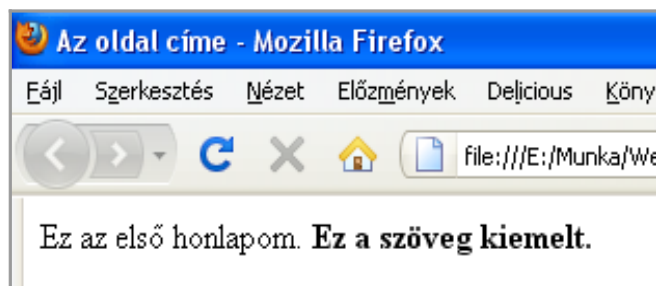 Az oldal címe - Mozilla Firefox
Fájl Szerkesztés Nézet Előzmények Delicious Köny
file:///E:/Munka/We
Ez az első honlapom. Ez a szöveg kiemelt.